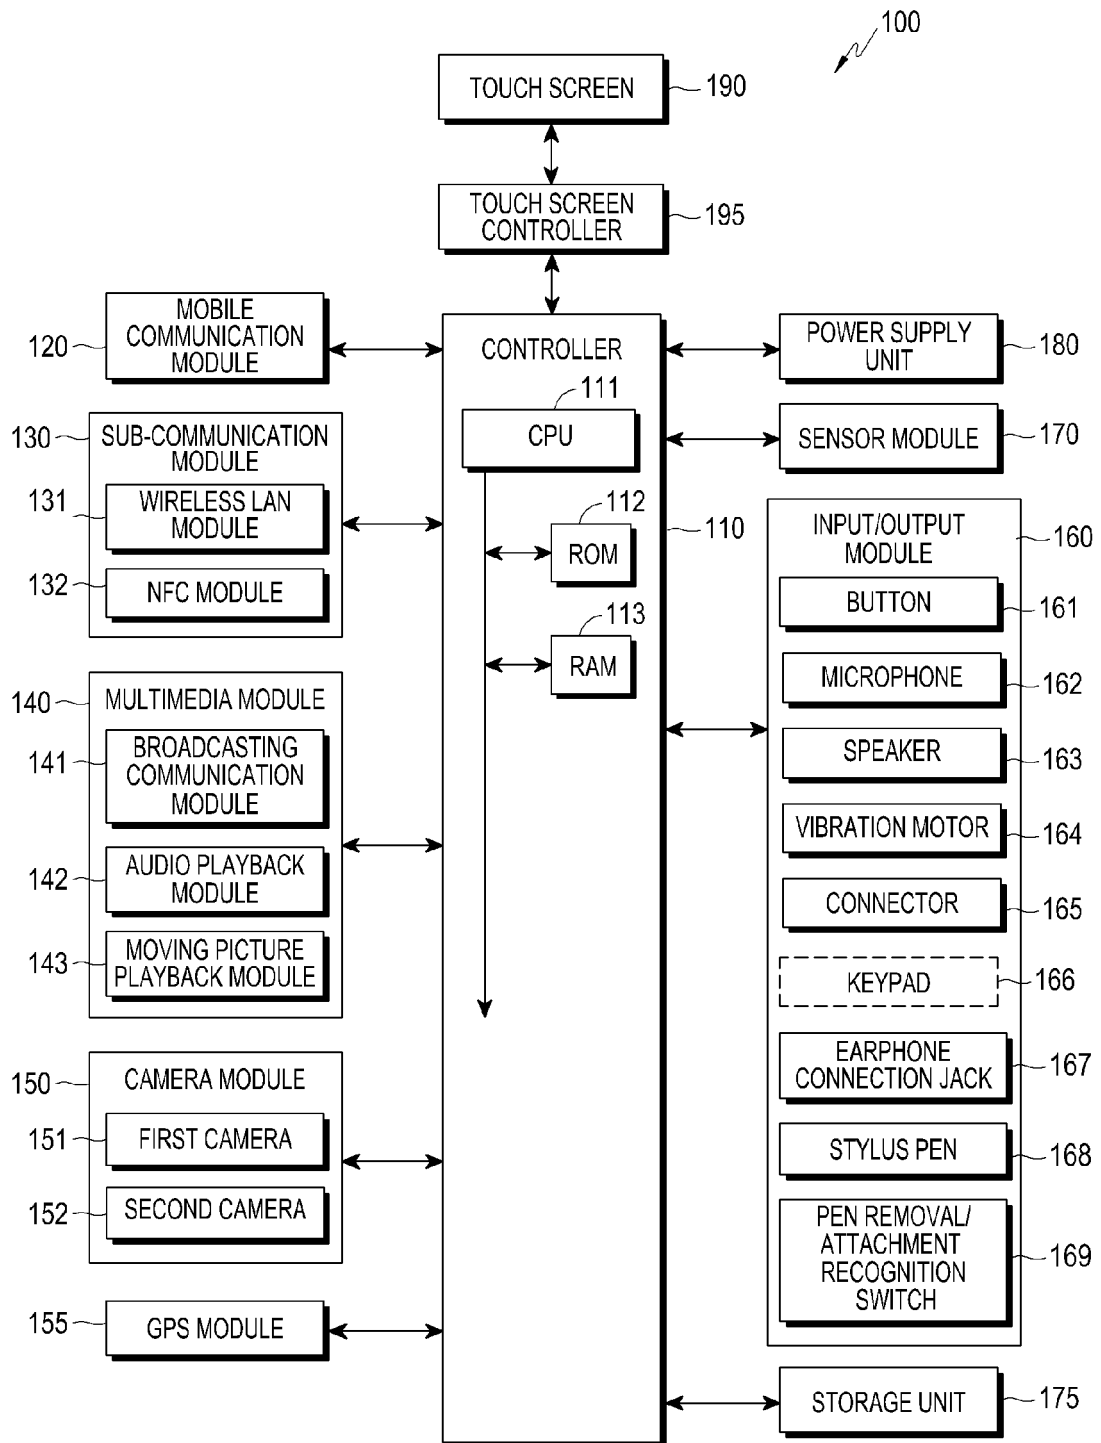 100
TOUCH SCREEN
190
TOUCH SCREEN
CONTROLLER
195
MOBILE
COMMUNICATION
MODULE
120
130
SUB-COMMUNICATION
MODULE
131
WIRELESS LAN
MODULE
132
NFC MODULE
140
MULTIMEDIA MODULE
141
BROADCASTING
COMMUNICATION
MODULE
142
AUDIO PLAYBACK
MODULE
143
MOVING PICTURE
PLAYBACK MODULE
150
CAMERA MODULE
151
FIRST CAMERA
152
SECOND CAMERA
155
GPS MODULE
CONTROLLER
111
CPU
112
ROM
110
113
RAM
POWER SUPPLY
UNIT
180
SENSOR MODULE
170
INPUT/OUTPUT
MODULE
160
BUTTON
161
MICROPHONE
162
SPEAKER
163
VIBRATION MOTOR
164
CONNECTOR
165
KEYPAD
166
EARPHONE
CONNECTION JACK
167
STYLUS PEN
168
PEN REMOVAL/
ATTACHMENT
RECOGNITION
SWITCH
169
STORAGE UNIT
175